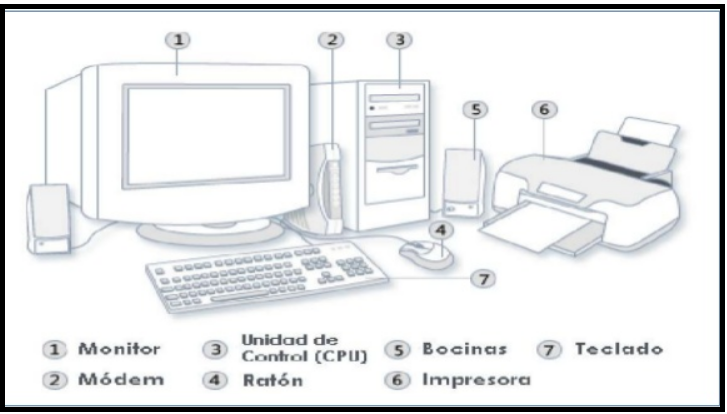 1
2
3
5
6
4
7
1 Monitor
2 Módem
3 Unidad de
Control (CPU)
4 Ratón
5 Bocinas
6 Impresora
7 Teclado